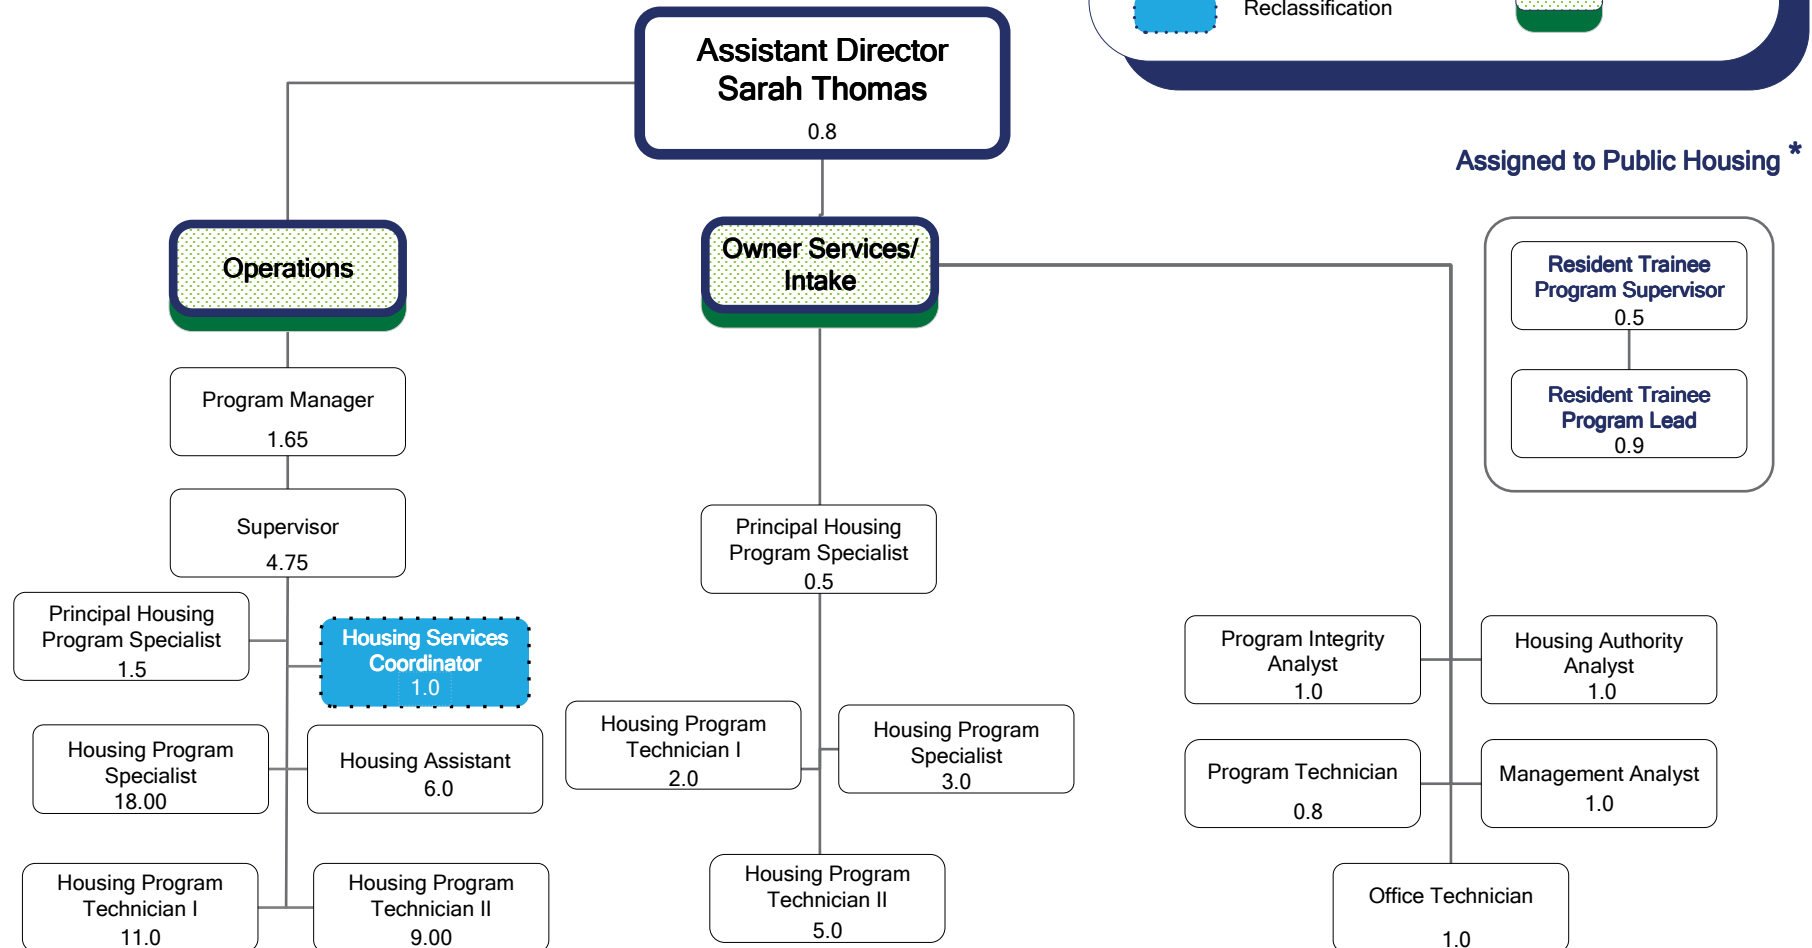 Reclassification
Assistant Director
Sarah Thomas
0.8
Assigned to Public Housing *
Operations
Owner Services/
Intake
Resident Trainee
Program Supervisor
0.5
Resident Trainee
Program Lead
0.9
Program Manager
1.65
Supervisor
4.75
Principal Housing
Program Specialist
1.5
Housing Services
Coordinator
1.0
Housing Program
Specialist
18.00
Housing Assistant
6.0
Housing Program
Technician I
11.0
Housing Program
Technician II
9.00
Principal Housing
Program Specialist
0.5
Housing Program
Technician I
2.0
Housing Program
Specialist
3.0
Housing Program
Technician II
5.0
Program Integrity
Analyst
1.0
Housing Authority
Analyst
1.0
Program Technician
0.8
Management Analyst
1.0
Office Technician
1.0